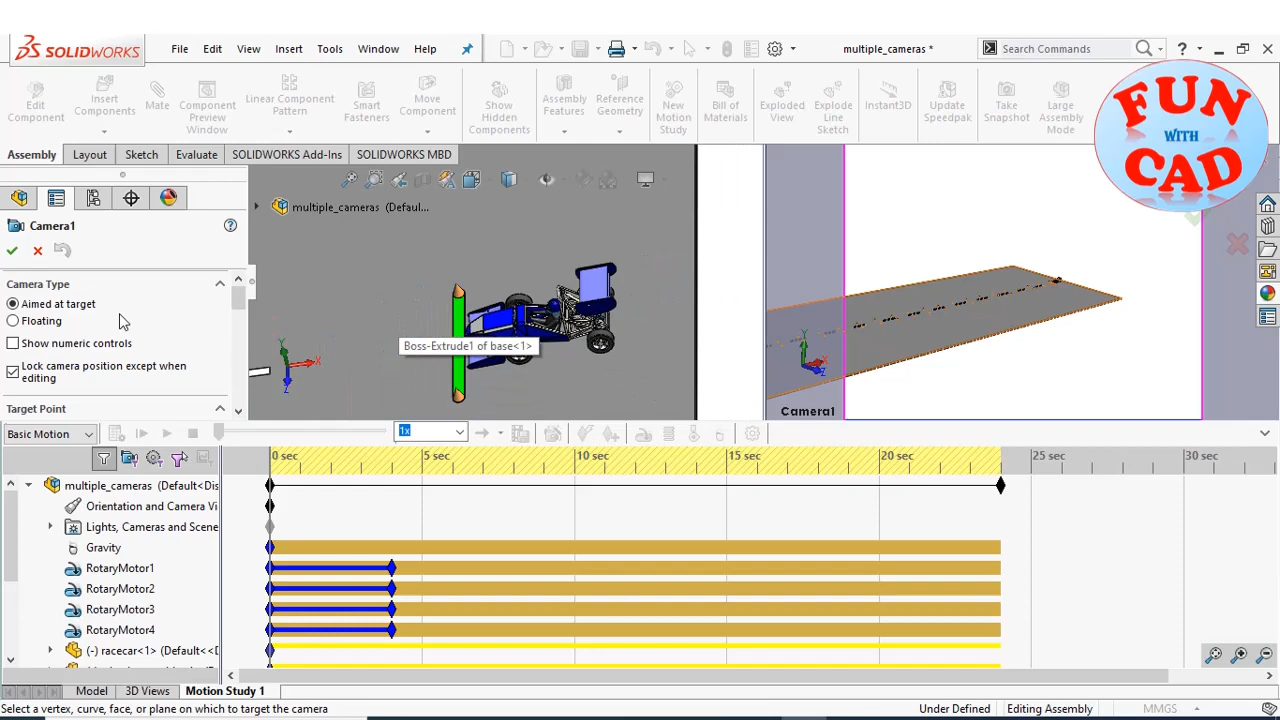 SOLIDWORKS File Edit View Insert Tools Window Help multiple_cameras * Search Commands ?
Edit Component
Insert Components
Mate
Component Preview Window
Linear Component Pattern
Smart Fasteners
Move Component
Show Hidden Components
Assembly Features
Reference Geometry
New Motion Study
Bill of Materials
Exploded View
Explode Line Sketch
Instant3D
Update Speedpak
Take Snapshot
Large Assembly Mode
FUN
WITH
CAD
Assembly Layout Sketch Evaluate SOLIDWORKS Add-Ins SOLIDWORKS MBD
multiple_cameras (Defaul...
Camera1 ?
Camera Type
Aimed at target
Floating
Show numeric controls
Lock camera position except when
editing
Target Point
Boss-Extrude1 of base<1>
Y
X
Z
Y
X
Z
Camera1
Basic Motion 1x
0 sec 5 sec 10 sec 15 sec 20 sec 25 sec 30 sec
multiple_cameras (Default<Dis
Orientation and Camera Vi
Lights, Cameras and Scene
Gravity
RotaryMotor1
RotaryMotor2
RotaryMotor3
RotaryMotor4
(-) racecar<1> (Default<<D
Model 3D Views Motion Study 1
Select a vertex, curve, face, or plane on which to target the camera Under Defined Editing Assembly MMGS